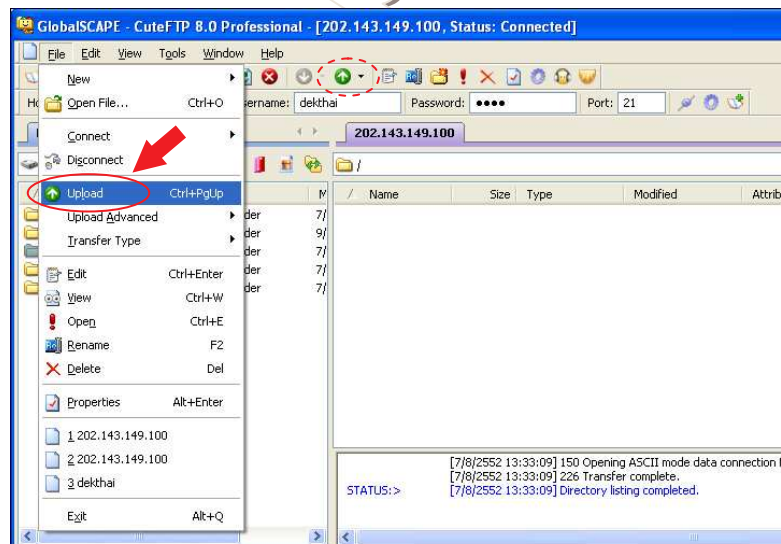 GlobalSCAPE - CuteFTP 8.0 Professional - [202.143.149.100, Status: Connected]
File Edit View Tools Window Help
sername: dekthai Password: ●●●● Port: 21
202.143.149.100
/
/ Name Size Type Modified Attrib
New
Open File... Ctrl+O
Connect
Disconnect
Upload Ctrl+PgUp
Upload Advanced
Transfer Type
Edit Ctrl+Enter
View Ctrl+W
Open Ctrl+E
Rename F2
Delete Del
Properties Alt+Enter
1 202.143.149.100
2 202.143.149.100
3 dekthai
Exit Alt+Q
M
der 7/
der 9/
der 7/
der 7/
der 7/
[7/8/2552 13:33:09] 150 Opening ASCII mode data connection
[7/8/2552 13:33:09] 226 Transfer complete.
STATUS:> [7/8/2552 13:33:09] Directory listing completed.